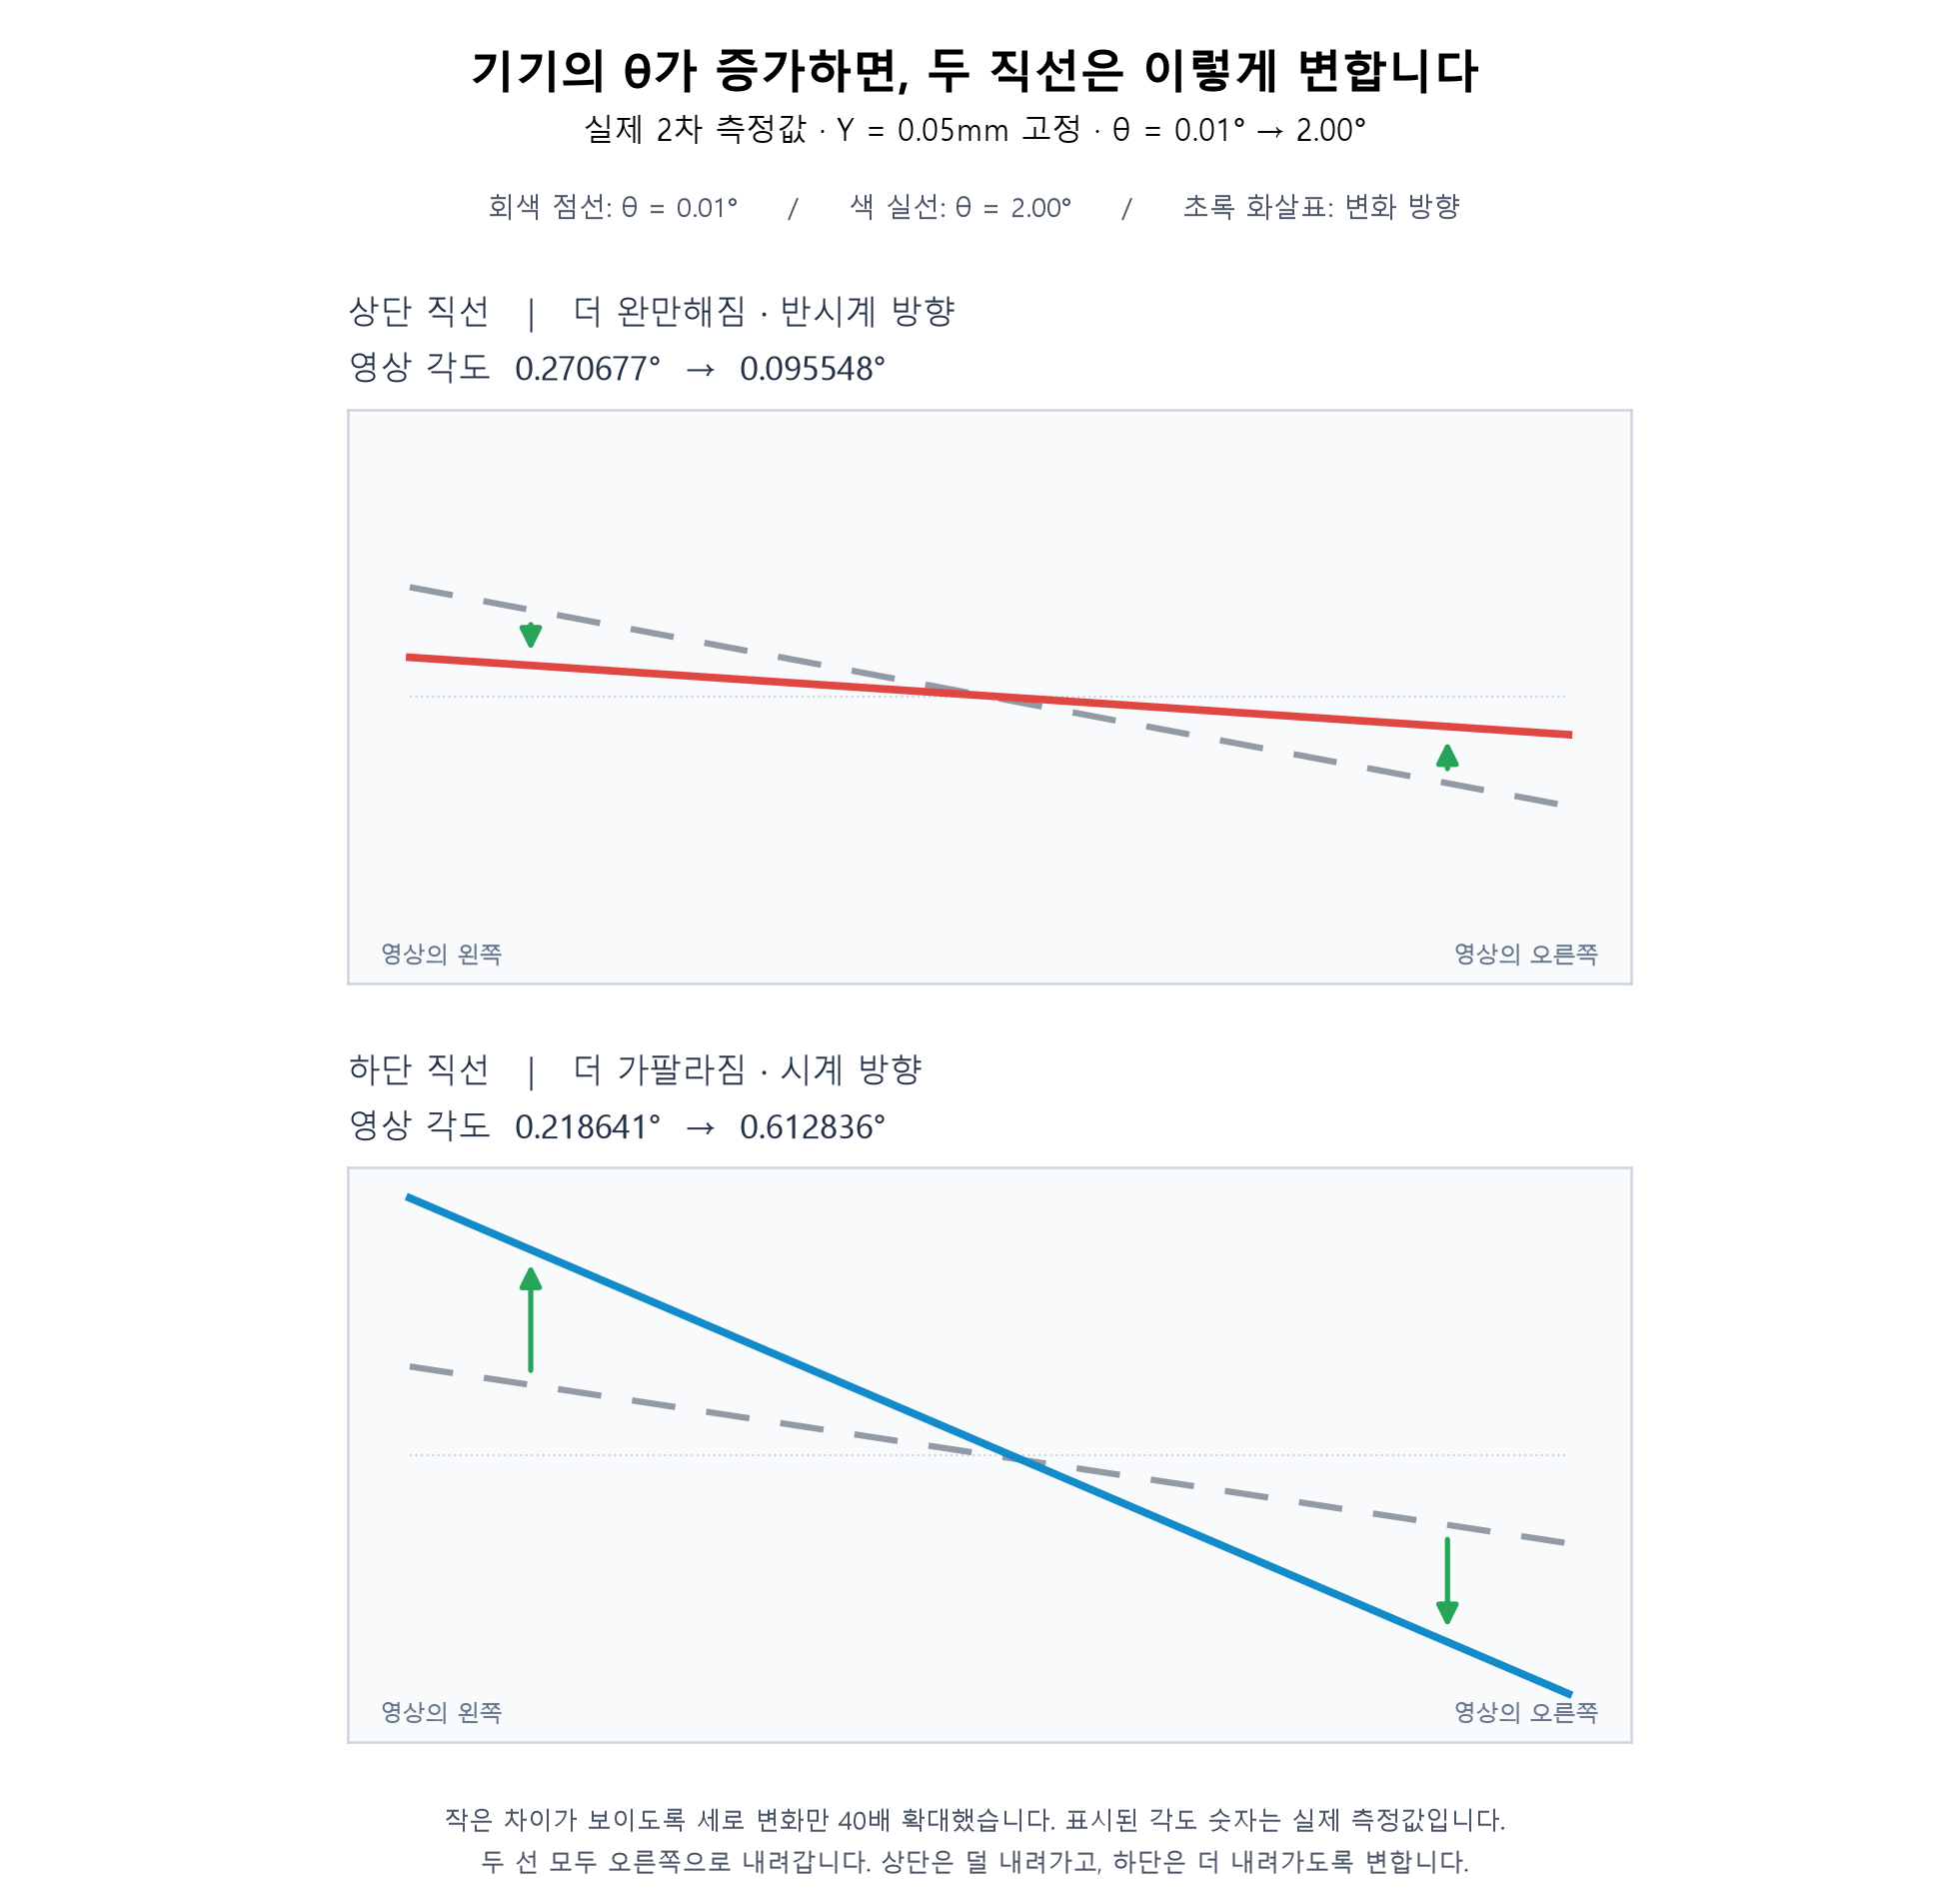 기기의 θ가 증가하면, 두 직선은 이렇게 변합니다
실제 2차 측정값 · Y = 0.05mm 고정 · θ = 0.01° → 2.00°
회색 점선: θ = 0.01° / 색 실선: θ = 2.00° / 초록 화살표: 변화 방향
상단 직선 | 더 완만해짐 · 반시계 방향
영상 각도 0.270677° → 0.095548°
영상의 왼쪽
영상의 오른쪽
하단 직선 | 더 가팔라짐 · 시계 방향
영상 각도 0.218641° → 0.612836°
영상의 왼쪽
영상의 오른쪽
작은 차이가 보이도록 세로 변화만 40배 확대했습니다. 표시된 각도 숫자는 실제 측정값입니다.
두 선 모두 오른쪽으로 내려갑니다. 상단은 덜 내려가고, 하단은 더 내려가도록 변합니다.